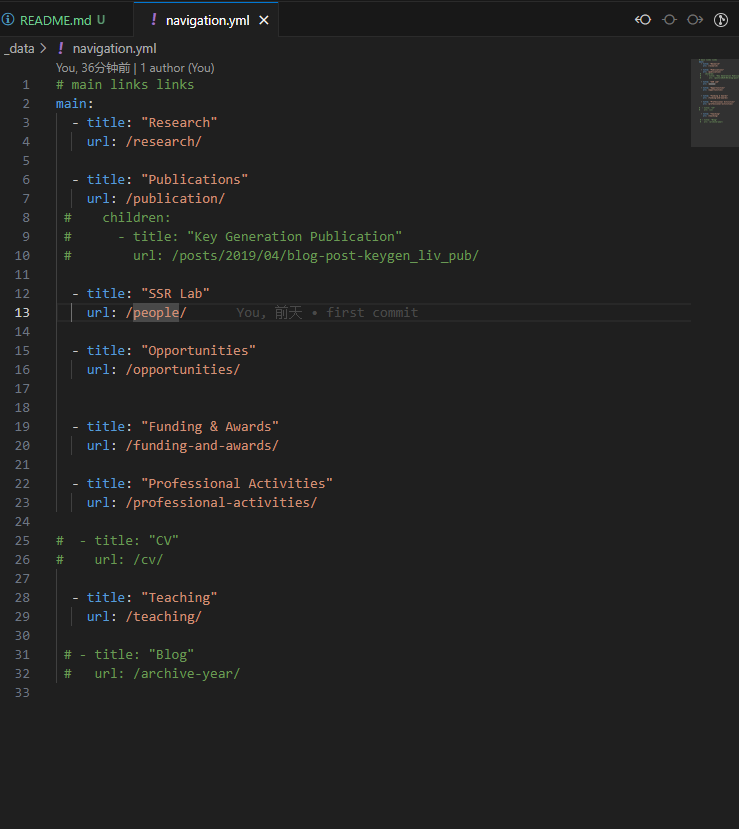 README.md U
! navigation.yml ×
_data > ! navigation.yml
You, 36分钟前 | 1 author (You)
1 # main links links
2 main:
3   - title: "Research"
4     url: /research/
5
6   - title: "Publications"
7     url: /publication/
8  #    children:
9  #      - title: "Key Generation Publication"
10  #        url: /posts/2019/04/blog-post-keygen_liv_pub/
11
12   - title: "SSR Lab"
13     url: /people/      You, 前天 • first commit
14
15   - title: "Opportunities"
16     url: /opportunities/
17
18
19   - title: "Funding & Awards"
20     url: /funding-and-awards/
21
22   - title: "Professional Activities"
23     url: /professional-activities/
24
25 #  - title: "CV"
26 #    url: /cv/
27
28   - title: "Teaching"
29     url: /teaching/
30
31  # - title: "Blog"
32  #   url: /archive-year/
33